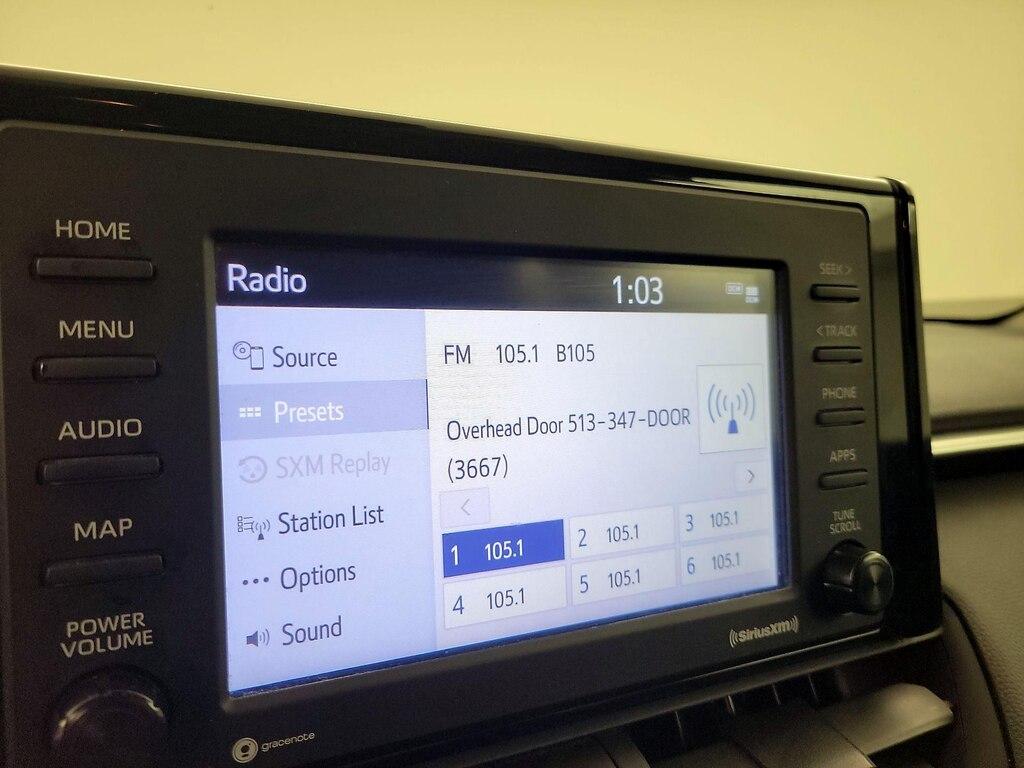 HOME
MENU
AUDIO
MAP
POWER
VOLUME
Radio
1:03
DCM
DCM
Source
Presets
SXM Replay
Station List
Options
Sound
FM 105.1 B105
Overhead Door 513-347-DOOR
(3667)
<
>
1 105.1
2 105.1
3 105.1
4 105.1
5 105.1
6 105.1
SEEK >
< TRACK
PHONE
APPS
TUNE
SCROLL
gracenote
((SiriusXM))